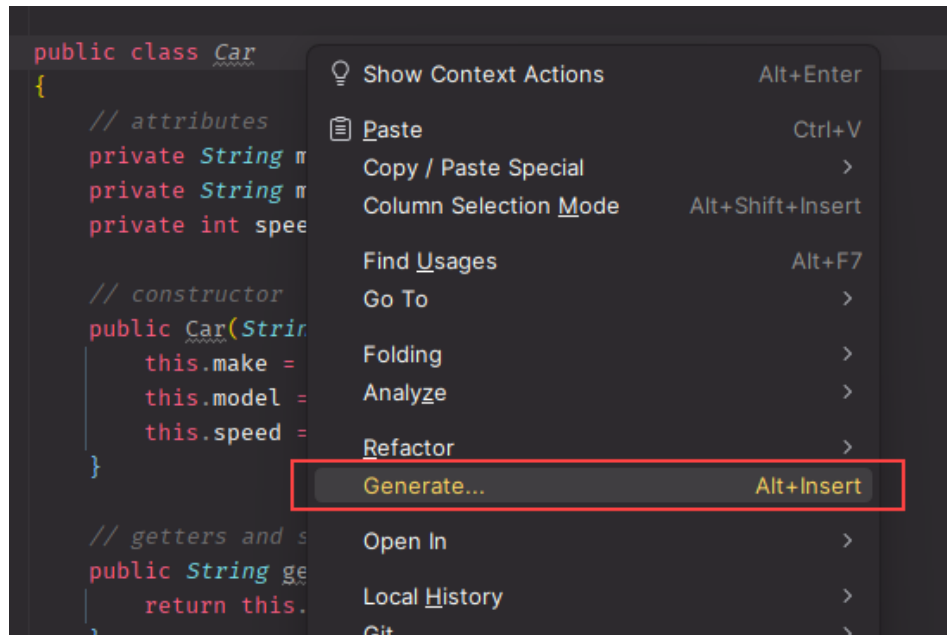 public class Car
{
// attributes
private String m
private String m
private int spee
// constructor
public Car(Strin
this.make =
this.model =
this.speed =
}
// getters and s
public String ge
return this.
}
Show Context Actions Alt+Enter
Paste Ctrl+V
Copy / Paste Special >
Column Selection Mode Alt+Shift+Insert
Find Usages Alt+F7
Go To >
Folding >
Analyze >
Refactor >
Generate... Alt+Insert
Open In >
Local History >
Git >